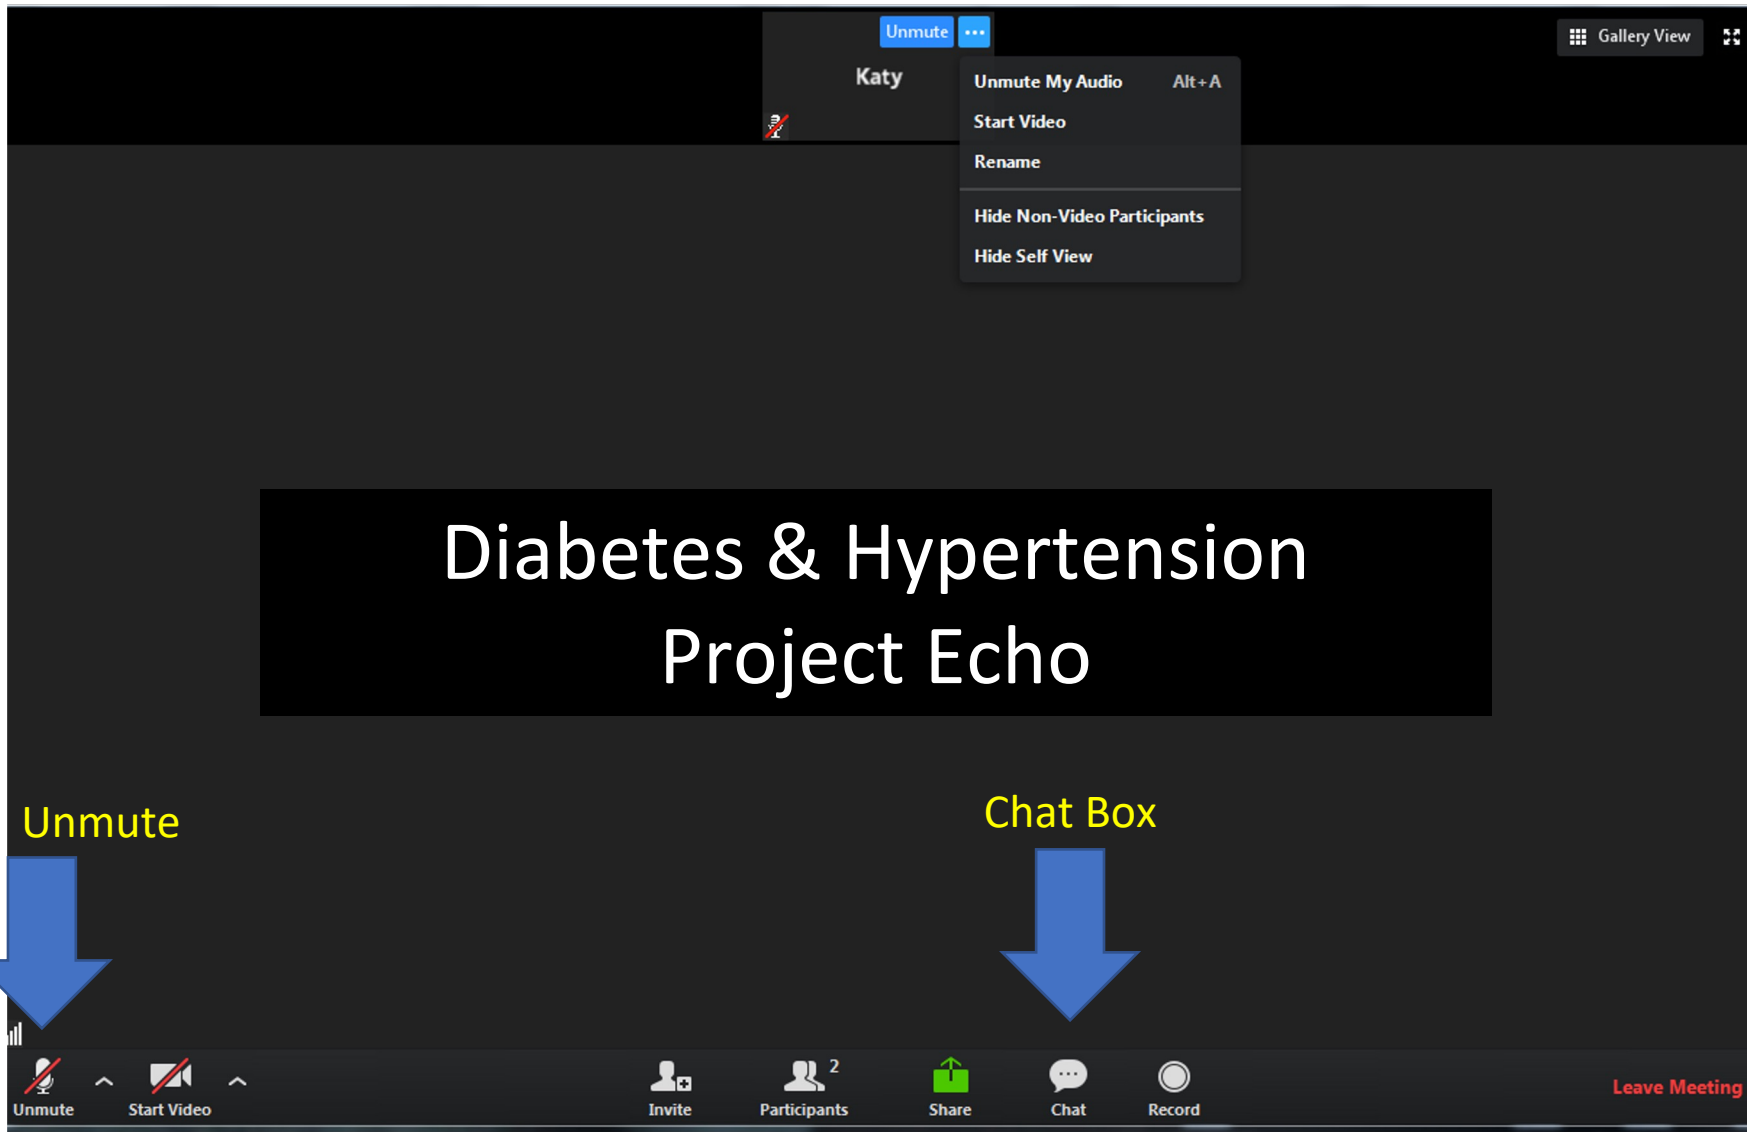 Unmute
Gallery View
Katy
Unmute My Audio Alt+A
Start Video
Rename
Hide Non-Video Participants
Hide Self View
Diabetes & Hypertension
Project Echo
Unmute
Chat Box
2
Unmute
Start Video
Invite
Participants
Share
Chat
Record
Leave Meeting